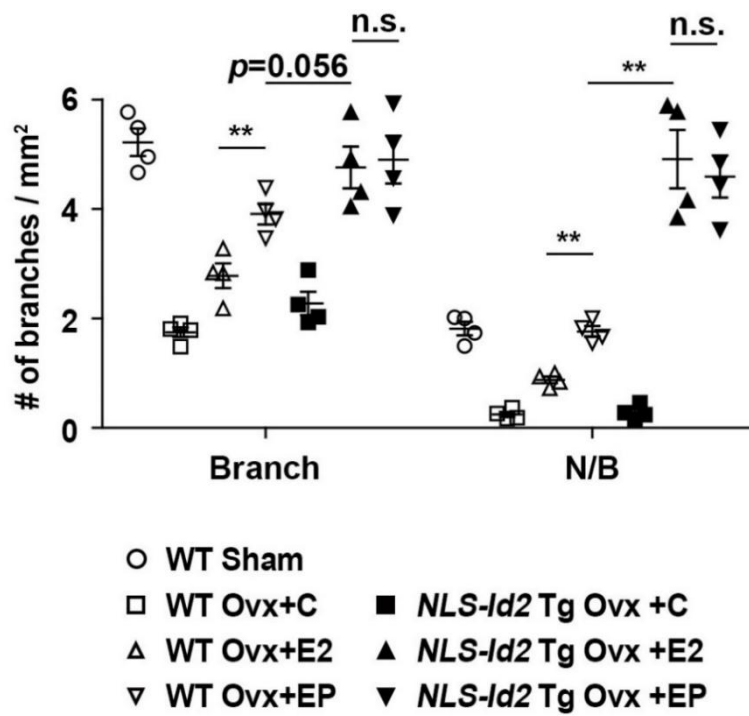 n.s.
n.s.
p=0.056
**
**
**
# of branches / mm²
6
4
2
0
Branch
N/B
WT Sham
WT Ovx+C
NLS-Id2 Tg Ovx +C
WT Ovx+E2
NLS-Id2 Tg Ovx +E2
WT Ovx+EP
NLS-Id2 Tg Ovx +EP